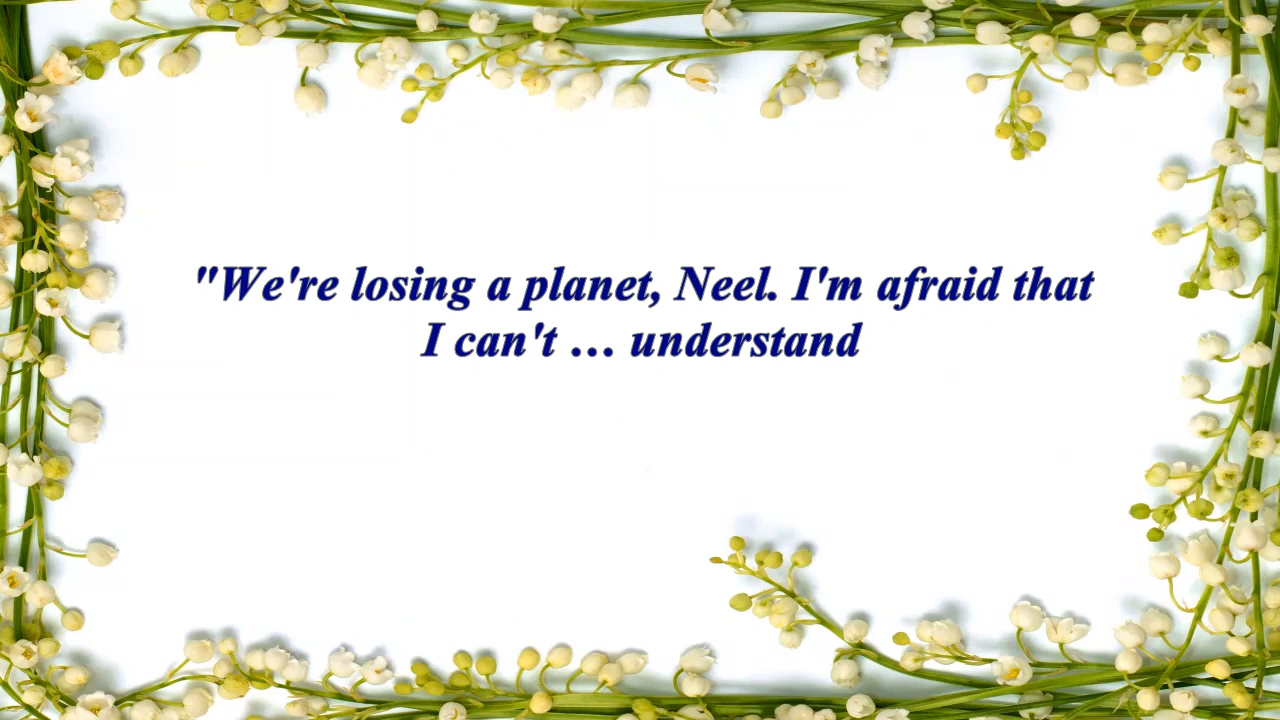 "We're losing a planet, Neel. I'm afraid that
I can't … understand